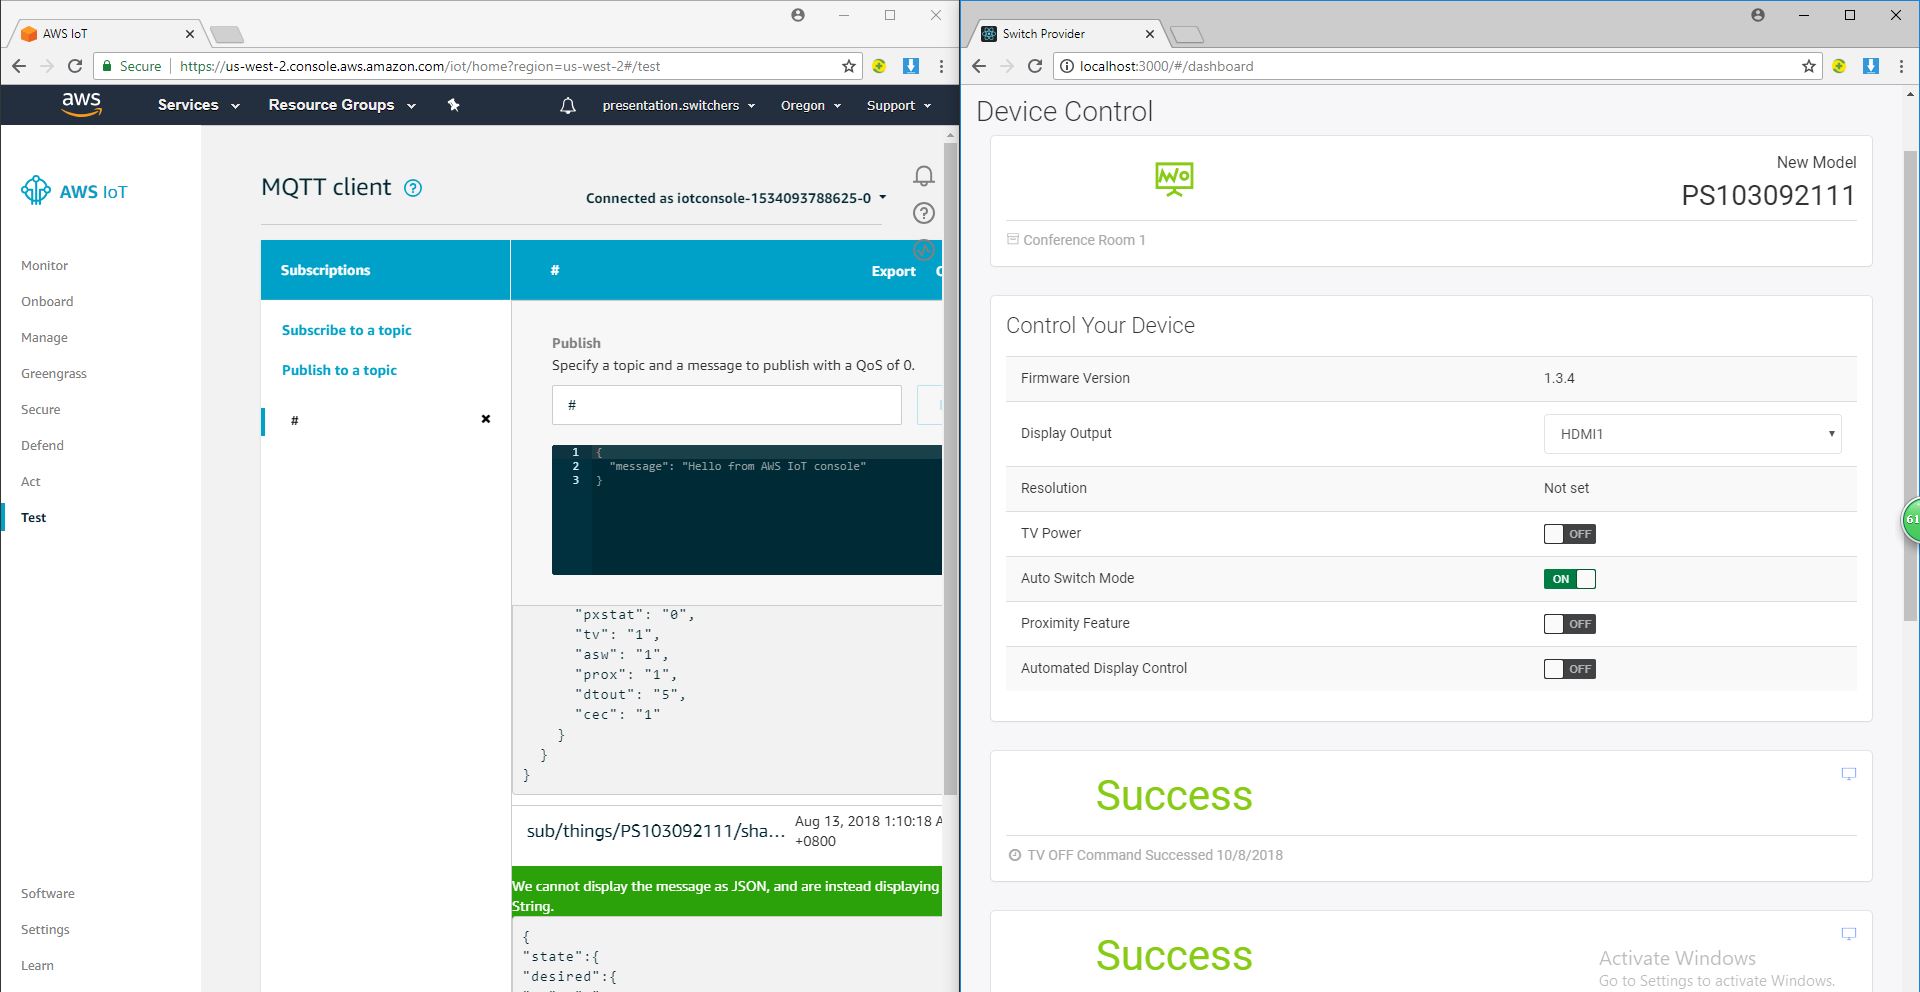 AWS IoT
Secure
https://us-west-2.console.aws.amazon.com/iot/home?region=us-west-2#/test
aws
Services
Resource Groups
presentation.switchers
Oregon
Support
AWS IoT
Monitor
Onboard
Manage
Greengrass
Secure
Defend
Act
Test
Software
Settings
Learn
MQTT client
Connected as iotconsole-1534093788625-0
Subscriptions
Subscribe to a topic
Publish to a topic
#
#
Export
Publish
Specify a topic and a message to publish with a QoS of 0.
#
1 {
2 "message": "Hello from AWS IoT console"
3 }
"pxstat": "0",
"tv": "1",
"asw": "1",
"prox": "1",
"dtout": "5",
"cec": "1"
}
}
}
sub/things/PS103092111/sha...
Aug 13, 2018 1:10:18 A
+0800
We cannot display the message as JSON, and are instead displaying
String.
{
"state":{
"desired":{
Switch Provider
localhost:3000/#/dashboard
Device Control
New Model
PS103092111
Conference Room 1
Control Your Device
Firmware Version 1.3.4
Display Output HDMI1
Resolution Not set
TV Power OFF
Auto Switch Mode ON
Proximity Feature OFF
Automated Display Control OFF
61
Success
TV OFF Command Successed 10/8/2018
Success
Activate Windows
Go to Settings to activate Windows.